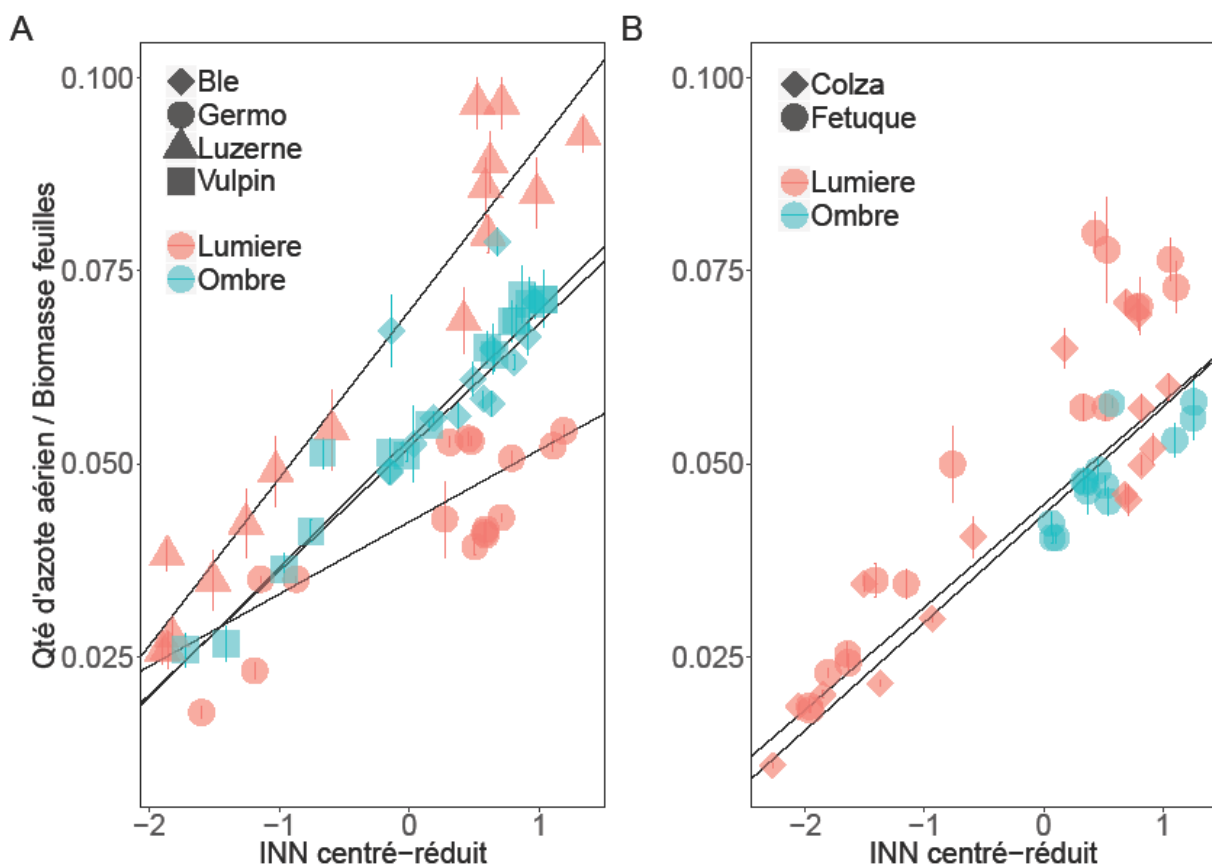 A
B
Qté d'azote aérien / Biomasse feuilles
0.100
0.075
0.050
0.025
Ble
Germo
Luzerne
Vulpin
Lumiere
Ombre
−2
−1
0
1
INN centré−réduit
0.100
0.075
0.050
0.025
Colza
Fetuque
Lumiere
Ombre
−2
−1
0
1
INN centré−réduit